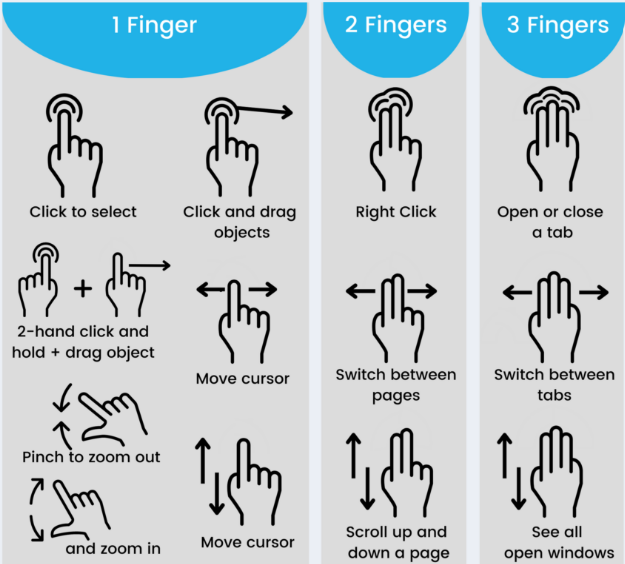 1 Finger
2 Fingers
3 Fingers
Click to select
Click and drag
objects
Right Click
Open or close
a tab
2-hand click and
hold + drag object
Move cursor
Switch between
pages
Switch between
tabs
Pinch to zoom out
and zoom in
Move cursor
Scroll up and
down a page
See all
open windows